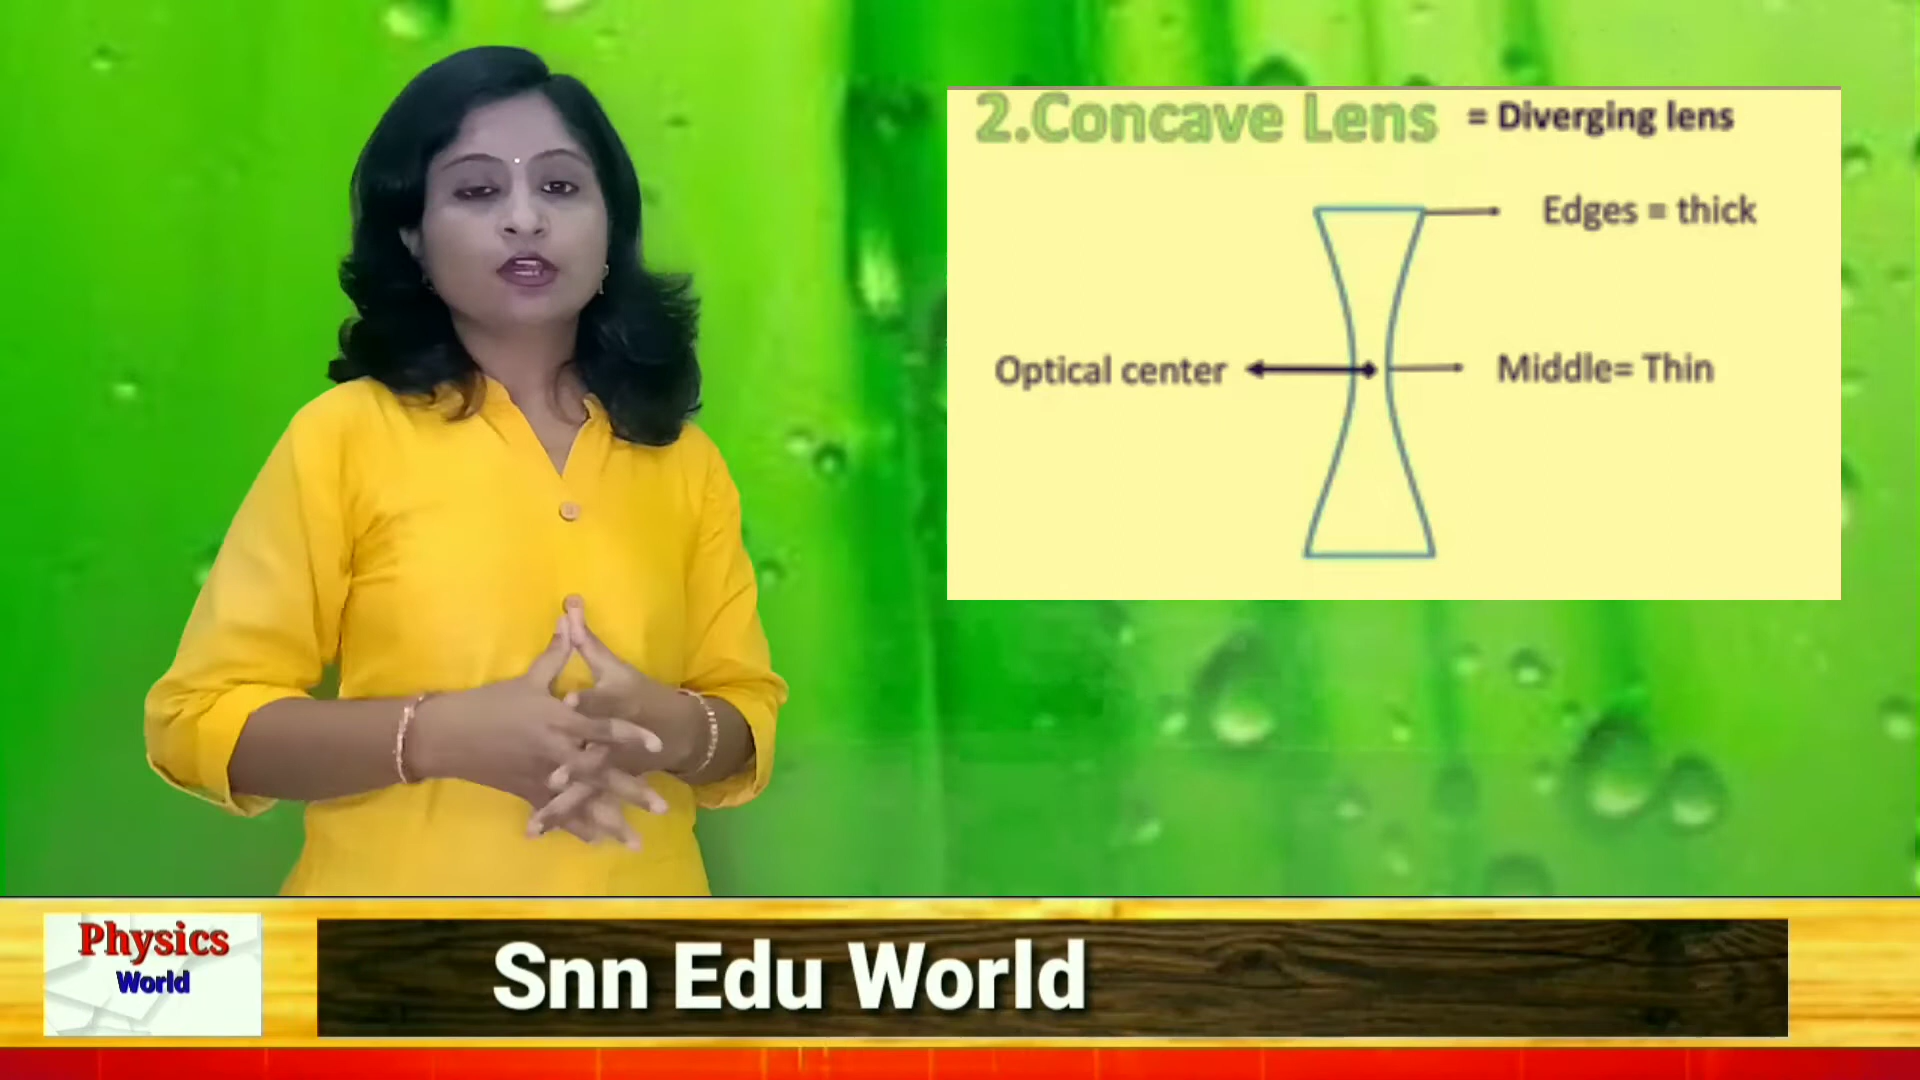 2.Concave Lens = Diverging lens
Edges = thick
Optical center
Middle= Thin
Physics
World
Snn Edu World